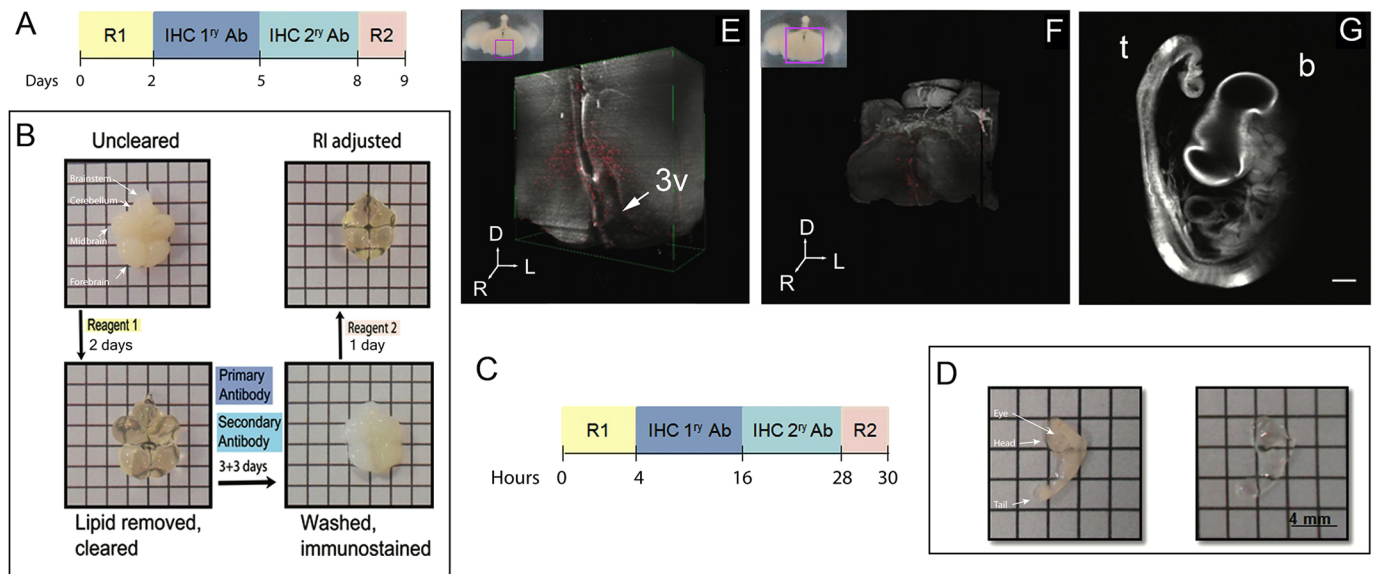 A
R1 IHC 1ry Ab IHC 2ry Ab R2
Days 0 2 5 8 9
B
Uncleared
RI adjusted
Brainstem
Cerebellum
Midbrain
Forebrain
Reagent 1
2 days
Reagent 2
1 day
Primary
Antibody
Secondary
Antibody
3+3 days
Lipid removed,
cleared
Washed,
immunostained
E
3v
D
L
R
F
D
L
R
G
t
b
C
R1 IHC 1ry Ab IHC 2ry Ab R2
Hours 0 4 16 28 30
D
Eye
Head
Tail
4 mm